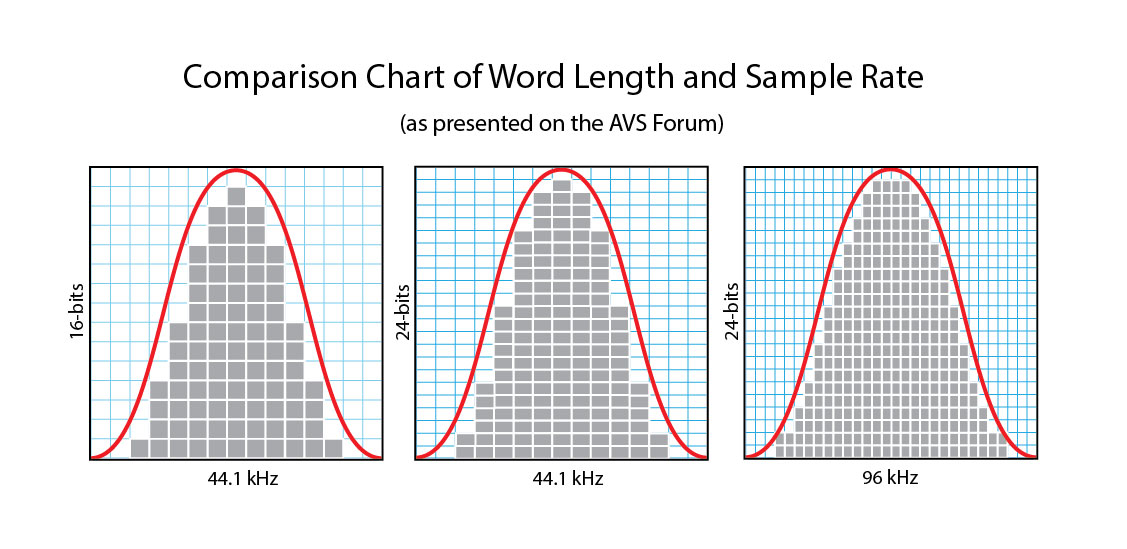 Comparison Chart of Word Length and Sample Rate
(as presented on the AVS Forum)
16-bits
44.1 kHz
24-bits
44.1 kHz
24-bits
96 kHz